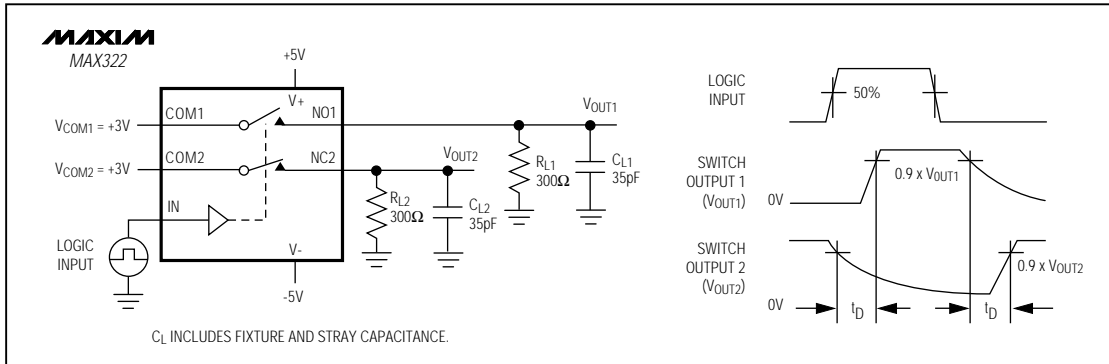 MAXIM
MAX322
+5V
COM1
V+
NO1
VOUT1
VCOM1 = +3V
COM2
NC2
VOUT2
VCOM2 = +3V
RL1
300Ω
CL1
35pF
RL2
300Ω
CL2
35pF
IN
LOGIC
INPUT
V-
-5V
CL INCLUDES FIXTURE AND STRAY CAPACITANCE.
LOGIC
INPUT
50%
SWITCH
OUTPUT 1
(VOUT1)
0V
0.9 x VOUT1
SWITCH
OUTPUT 2
(VOUT2)
0V
0.9 x VOUT2
tD
tD